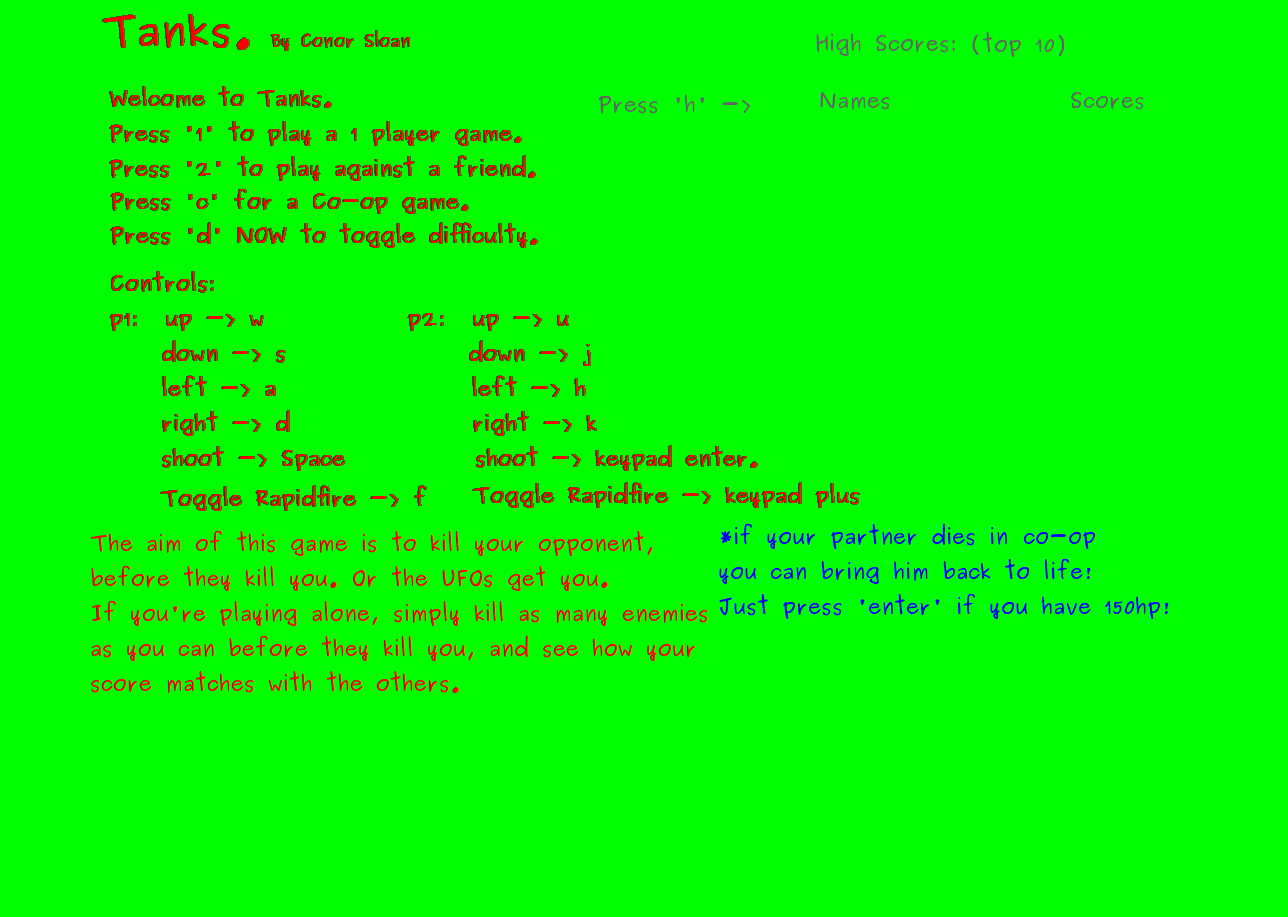 Tanks. By Conor Sloan
High Scores: (top 10)
Press 'h' -> Names Scores
Welcome to Tanks.
Press '1' to play a 1 player game.
Press '2' to play against a friend.
Press 'o' for a Co-op game.
Press 'd' NOW to toggle difficulty.
Controls:
p1: up -> w p2: up -> u
down -> s down -> j
left -> a left -> h
right -> d right -> k
shoot -> Space shoot -> keypad enter.
Toggle Rapidfire -> f Toggle Rapidfire -> keypad plus
The aim of this game is to kill your opponent,
before they kill you. Or the UFOs get you.
If you're playing alone, simply kill as many enemies
as you can before they kill you, and see how your
score matches with the others.
*if your partner dies in co-op
you can bring him back to life!
Just press 'enter' if you have 150hp!